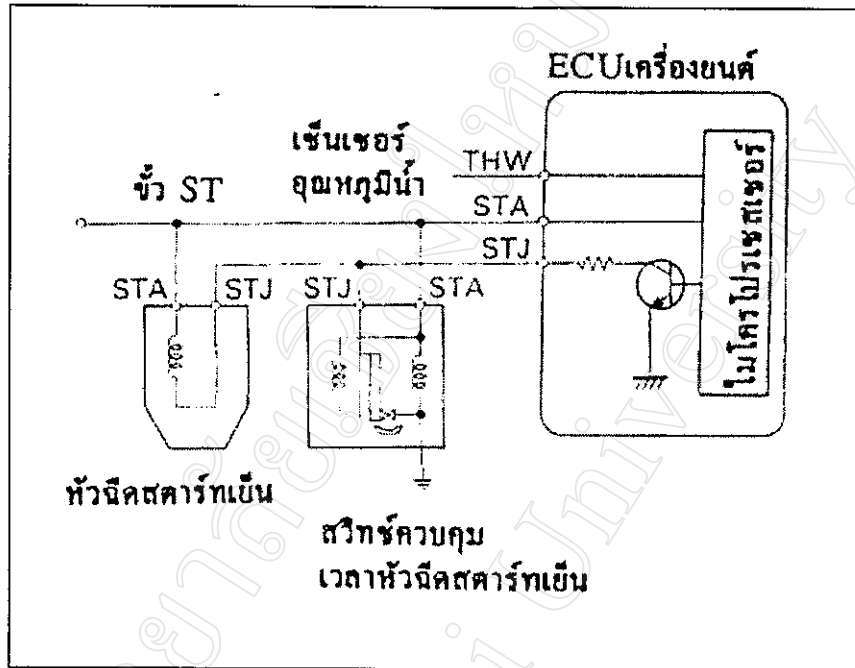 ECUเครื่องยนต์
เซ็นเซอร์
อุณหภูมิน้ำ
ขั้ว ST
THW
STA
STJ
STA STJ STJ STA
ไมโครโปรเซสเซอร์
หัวฉีดสตาร์ทเย็น
สวิทช์ควบคุม
เวลาหัวฉีดสตาร์ทเย็น